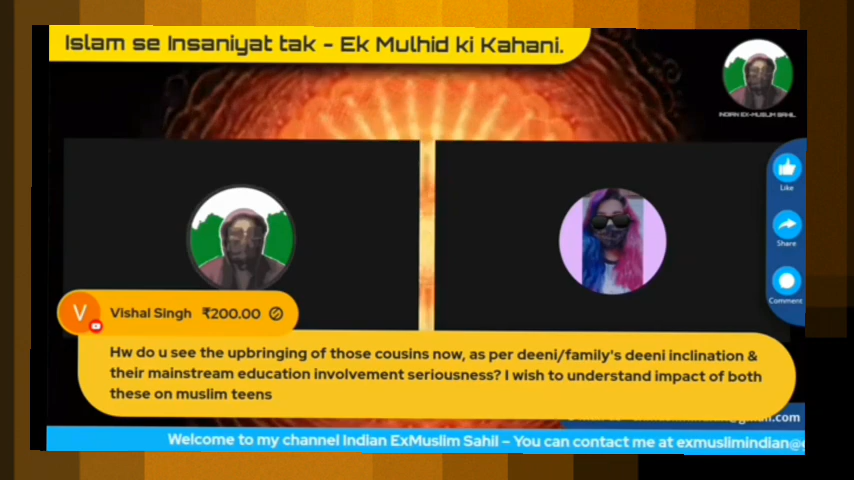 Islam se Insaniyat tak - Ek Mulhid ki Kahani.
INDIAN EX-MUSLIM SAHIL
Like
Share
Comment
V
Vishal Singh ₹200.00
Hw do u see the upbringing of those cousins now, as per deeni/family's deeni inclination &
their mainstream education involvement seriousness? I wish to understand impact of both
these on muslim teens
Welcome to my channel Indian ExMuslim Sahil – You can contact me at exmuslimindian@